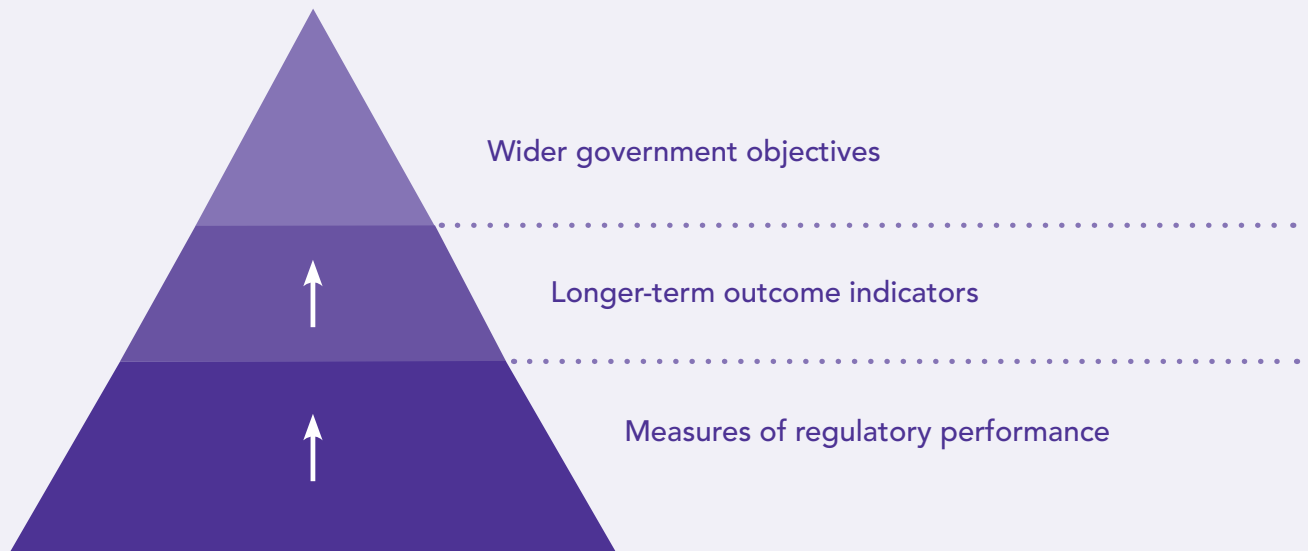 Wider government objectives
Longer-term outcome indicators
Measures of regulatory performance